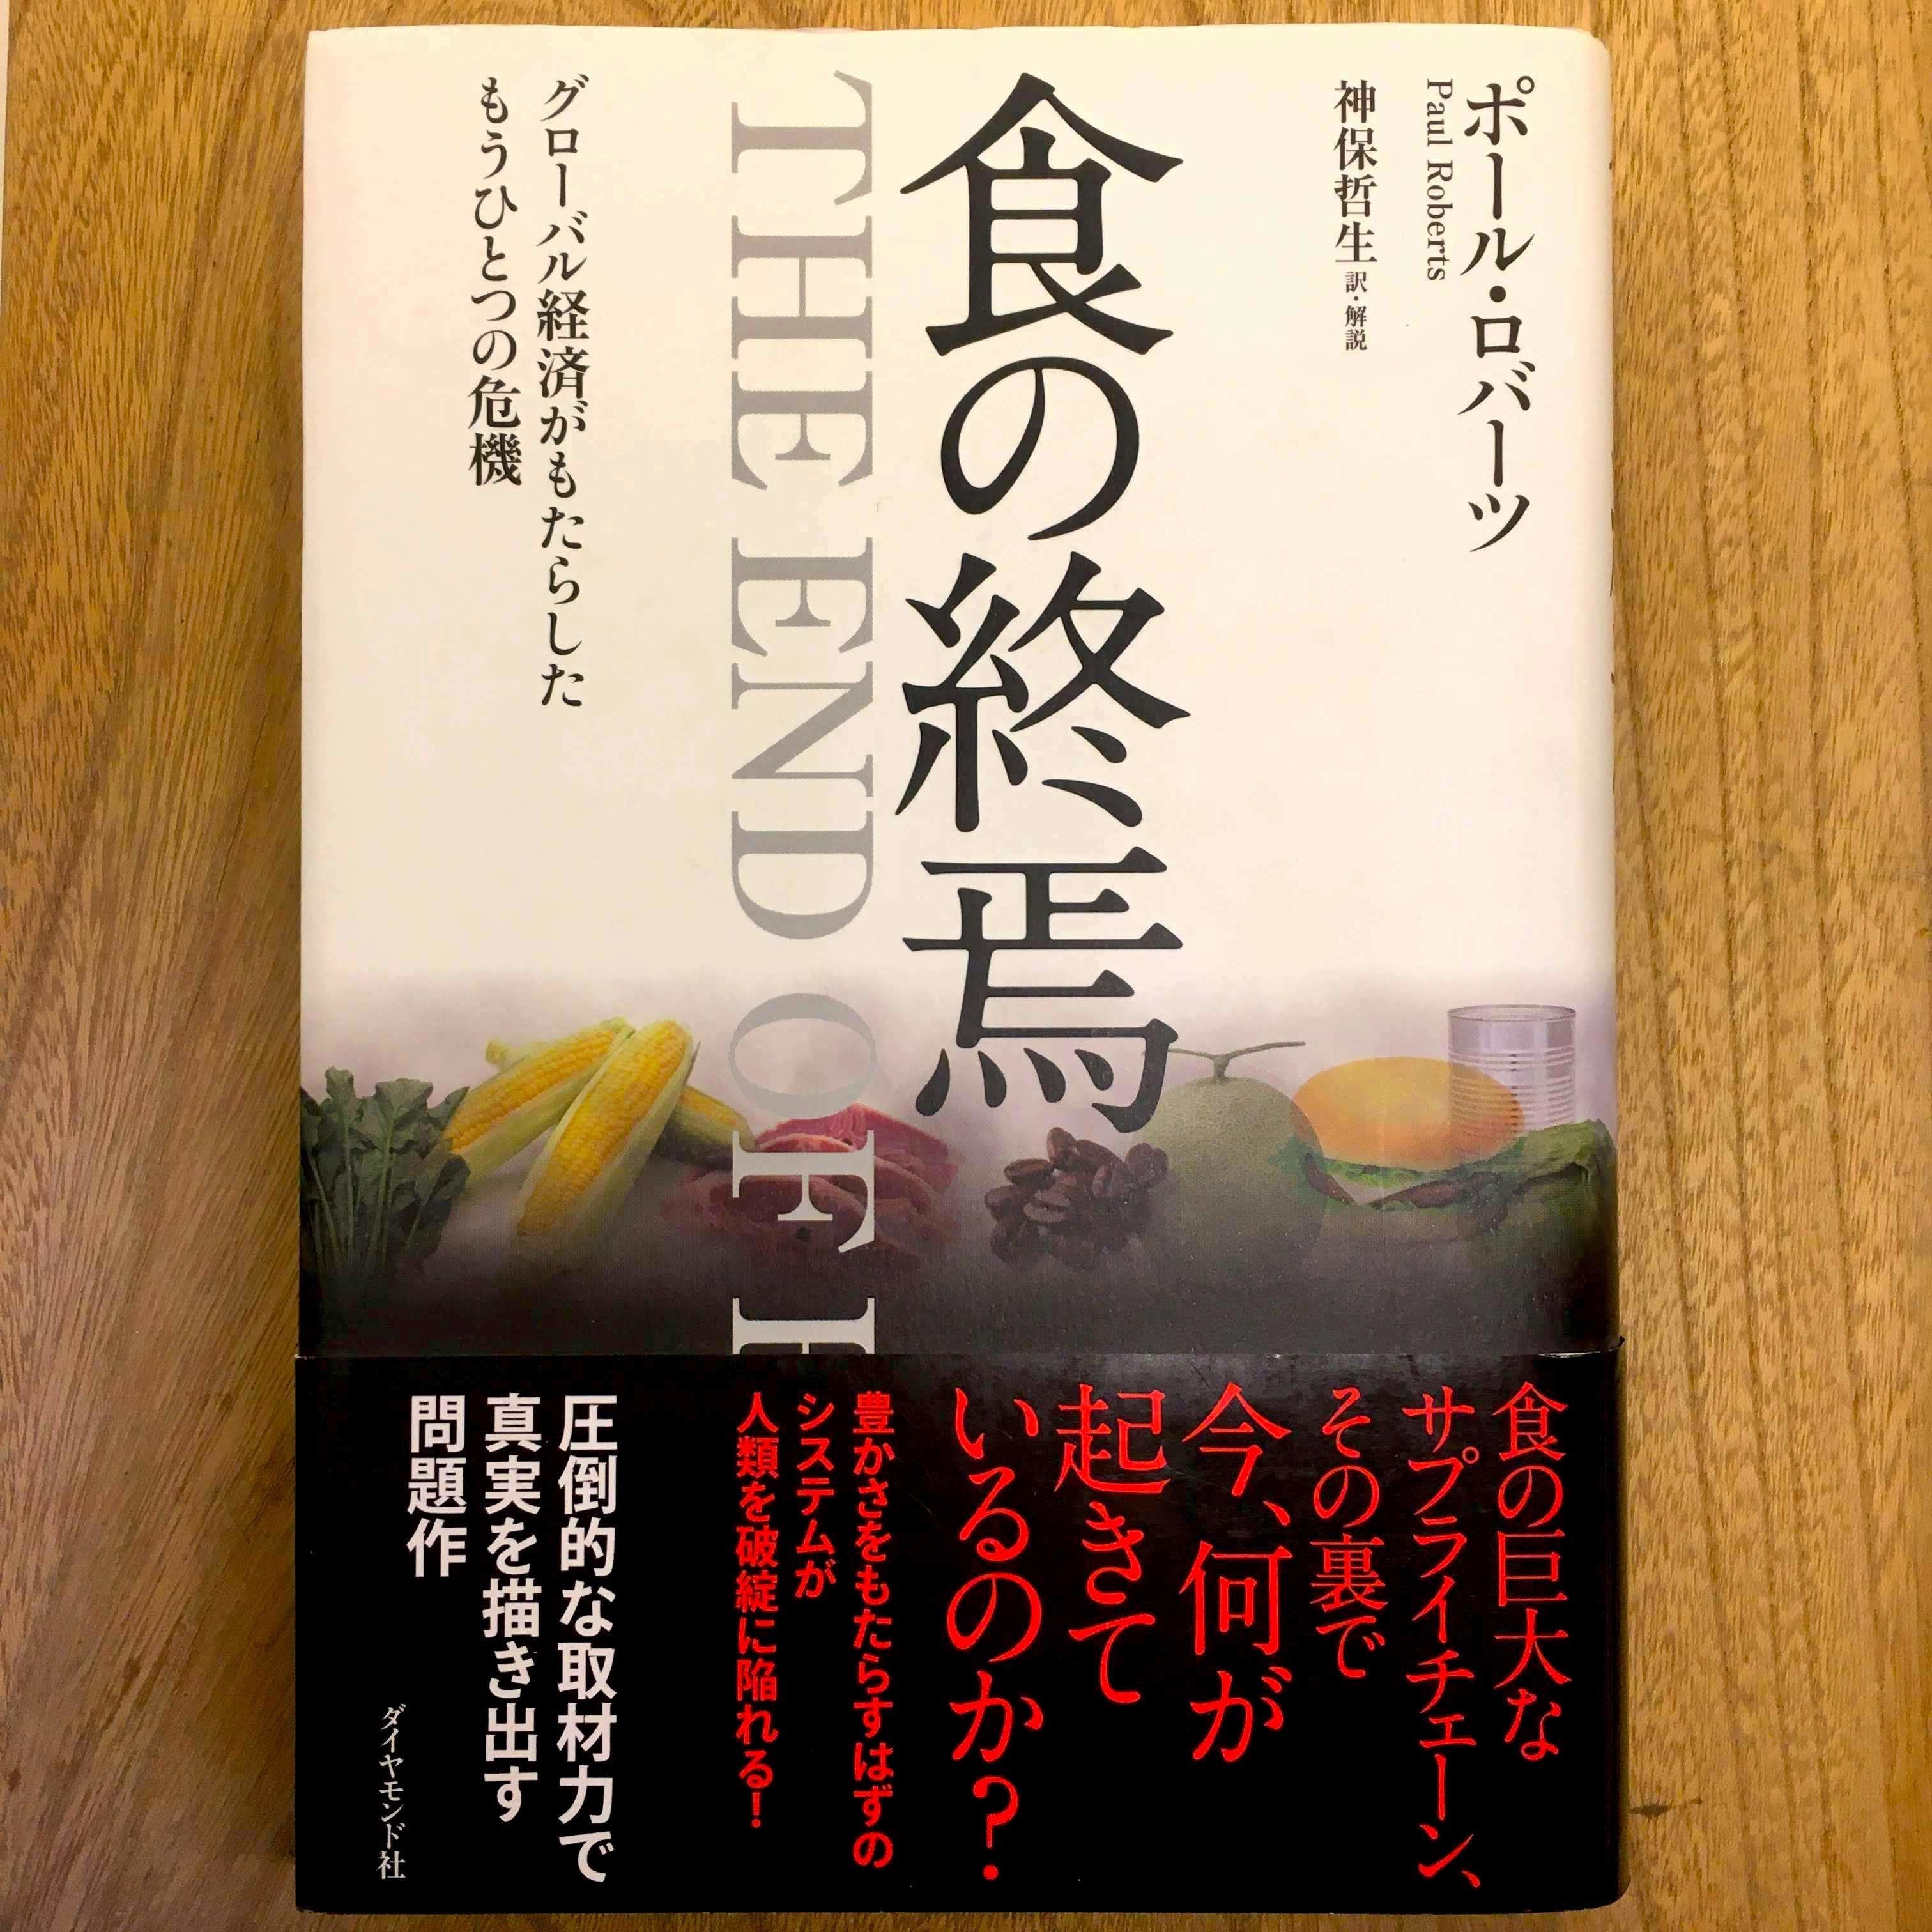 ポール・ロバーツ
Paul Roberts
神保哲生 訳・解説
食の終焉
THE END OF F
グローバル経済がもたらした
もうひとつの危機
食の巨大な
サプライチェーン、
その裏で
今、何が
起きて
いるのか?
豊かさをもたらすはずの
システムが
人類を破綻に陥れる!
圧倒的な取材力で
真実を描き出す
問題作
ダイヤモンド社